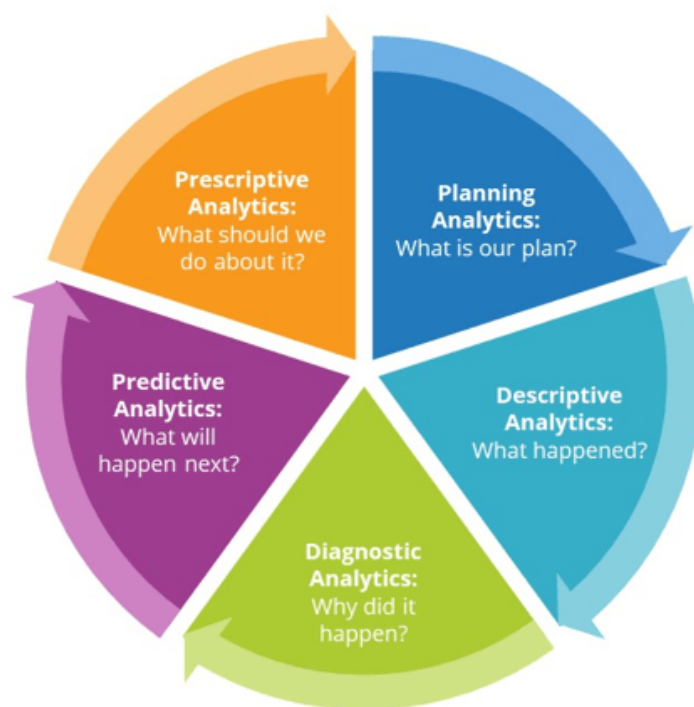 Prescriptive
Analytics:
What should we
do about it?
Planning
Analytics:
What is our plan?
Descriptive
Analytics:
What happened?
Diagnostic
Analytics:
Why did it
happen?
Predictive
Analytics:
What will
happen next?